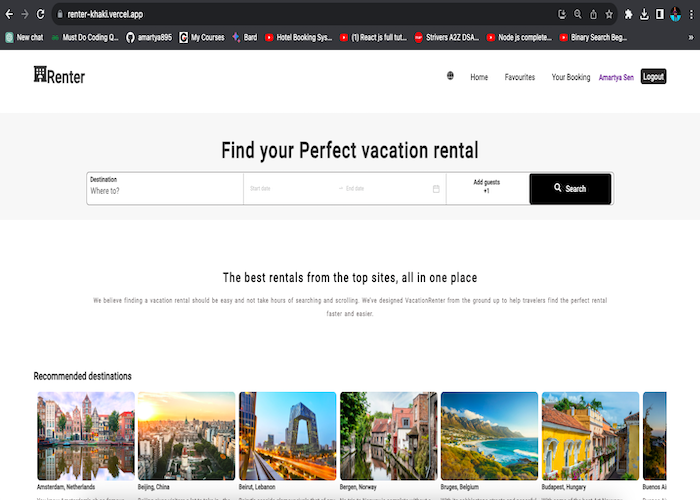 renter-khaki.vercel.app
New chat
Must Do Coding Q...
amartya895
My Courses
Bard
Hotel Booking Sys...
(1) React js full tut...
Strivers A2Z DSA...
Node js complete...
Binary Search Beg...
»
Renter
Home
Favourites
Your Booking
Amartya Sen
Logout
Find your Perfect vacation rental
Destination
Where to?
Start date
End date
Add guests
+1
Search
The best rentals from the top sites, all in one place
We believe finding a vacation rental should be easy and not take hours of searching and scrolling. We've designed VacationRenter from the ground up to help travelers find the perfect rental
faster and easier.
Recommended destinations
Amsterdam, Netherlands
Beijing, China
Beirut, Lebanon
Bergen, Norway
Bruges, Belgium
Budapest, Hungary
Buenos Ai